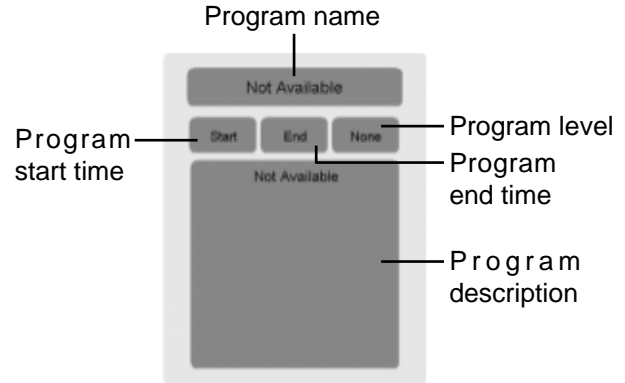 Program name
Not Available
Start End None
Program level
Program
start time
Program
end time
Not Available
Program
description